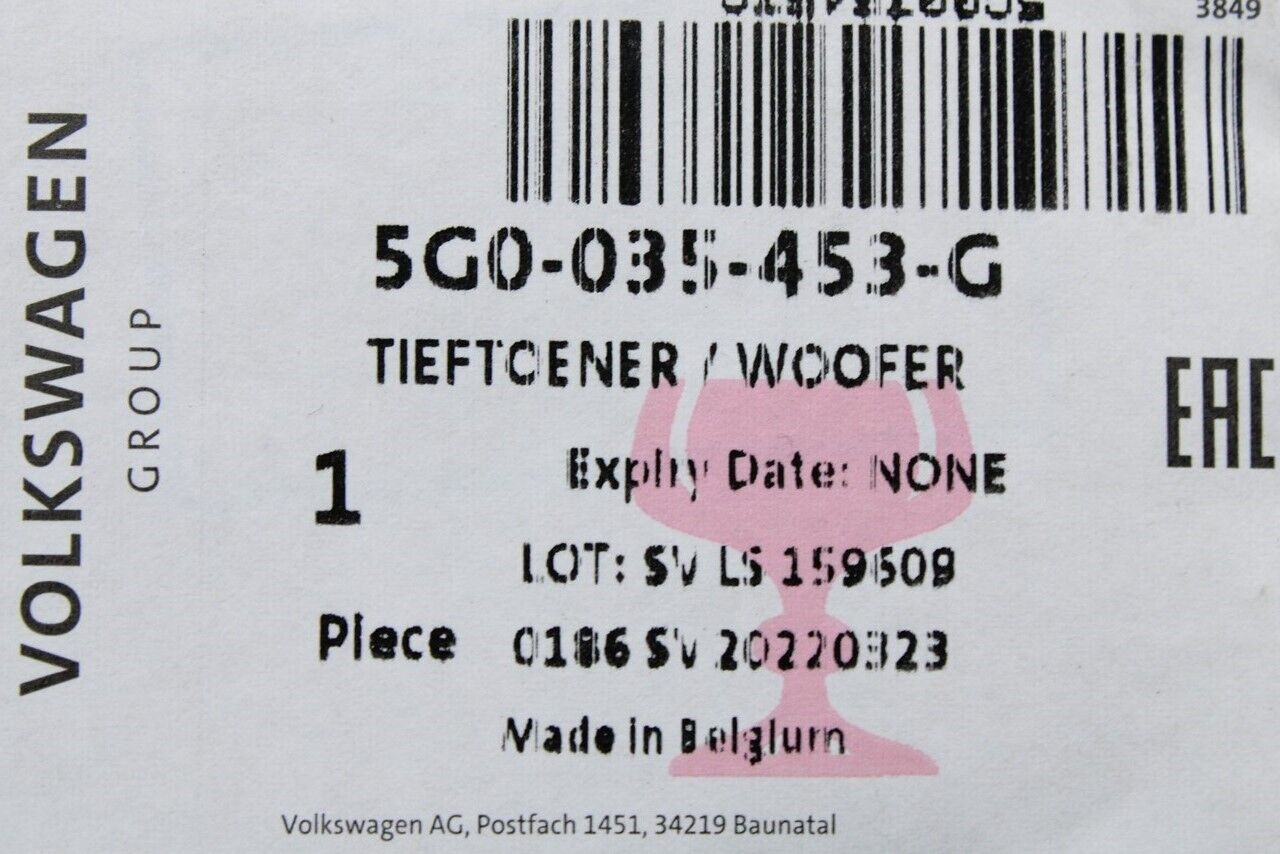 3849
VOLKSWAGEN
GROUP
5G0-035-453-G
TIEFTOENER / WOOFER
EAC
1
Expiry Date: NONE
LOT: SV LS 159609
Piece
0186 SV 20220323
Made in Belgium
Volkswagen AG, Postfach 1451, 34219 Baunatal